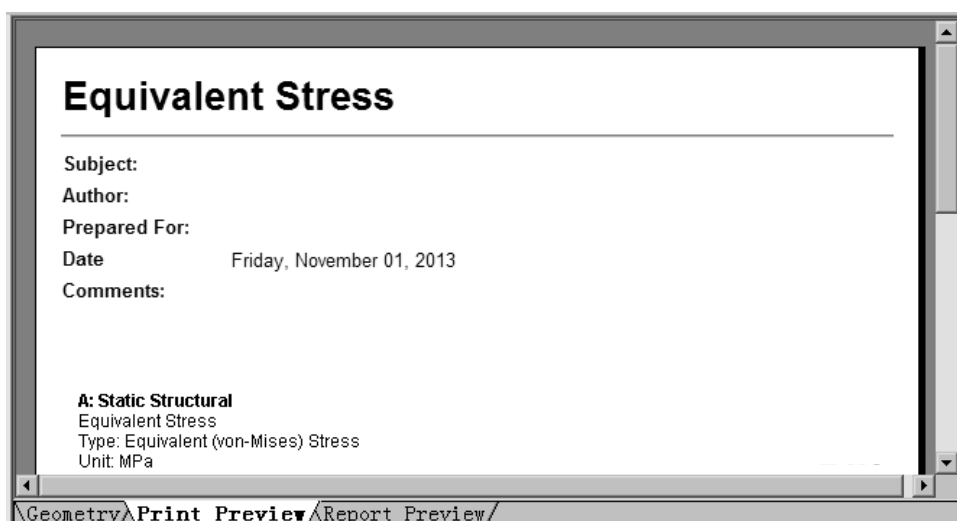 Equivalent Stress
Subject:
Author:
Prepared For:
Date Friday, November 01, 2013
Comments:
A: Static Structural
Equivalent Stress
Type: Equivalent (von-Mises) Stress
Unit: MPa
Geometry Print Preview Report Preview